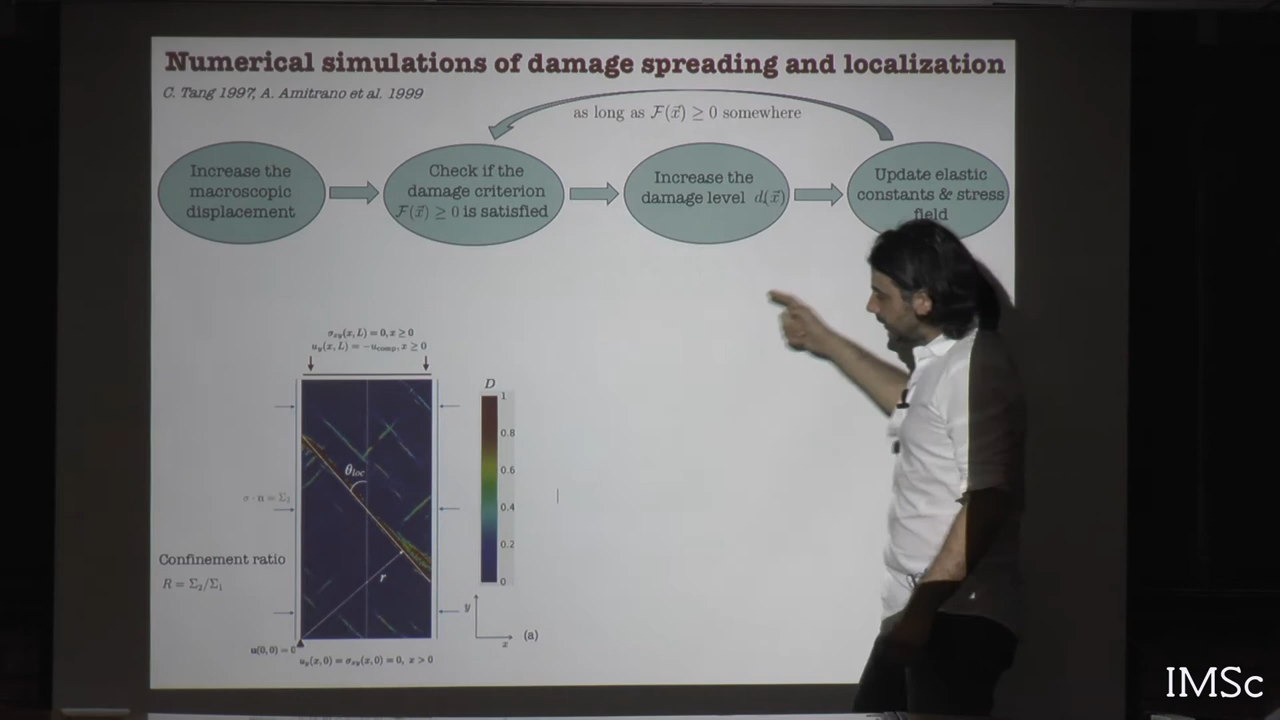 Numerical simulations of damage spreading and localization
C. Tang 1997, A. Amitrano et al. 1999
as long as F(x⃗) ≥ 0 somewhere
Increase the
macroscopic
displacement
Check if the
damage criterion
F(x⃗) ≥ 0 is satisfied
Increase the
damage level d(x⃗)
Update elastic
constants & stress
field
σxy(x, L) = 0, x ≥ 0
uy(x, L) = −ucomp, x ≥ 0
D
1
0.8
0.6
0.4
0.2
0
θloc
σ · n = Σ2
r
Confinement ratio
R = Σ2/Σ1
y
x
(a)
u(0, 0) = 0
uy(x, 0) = σxy(x, 0) = 0, x > 0
IMSc